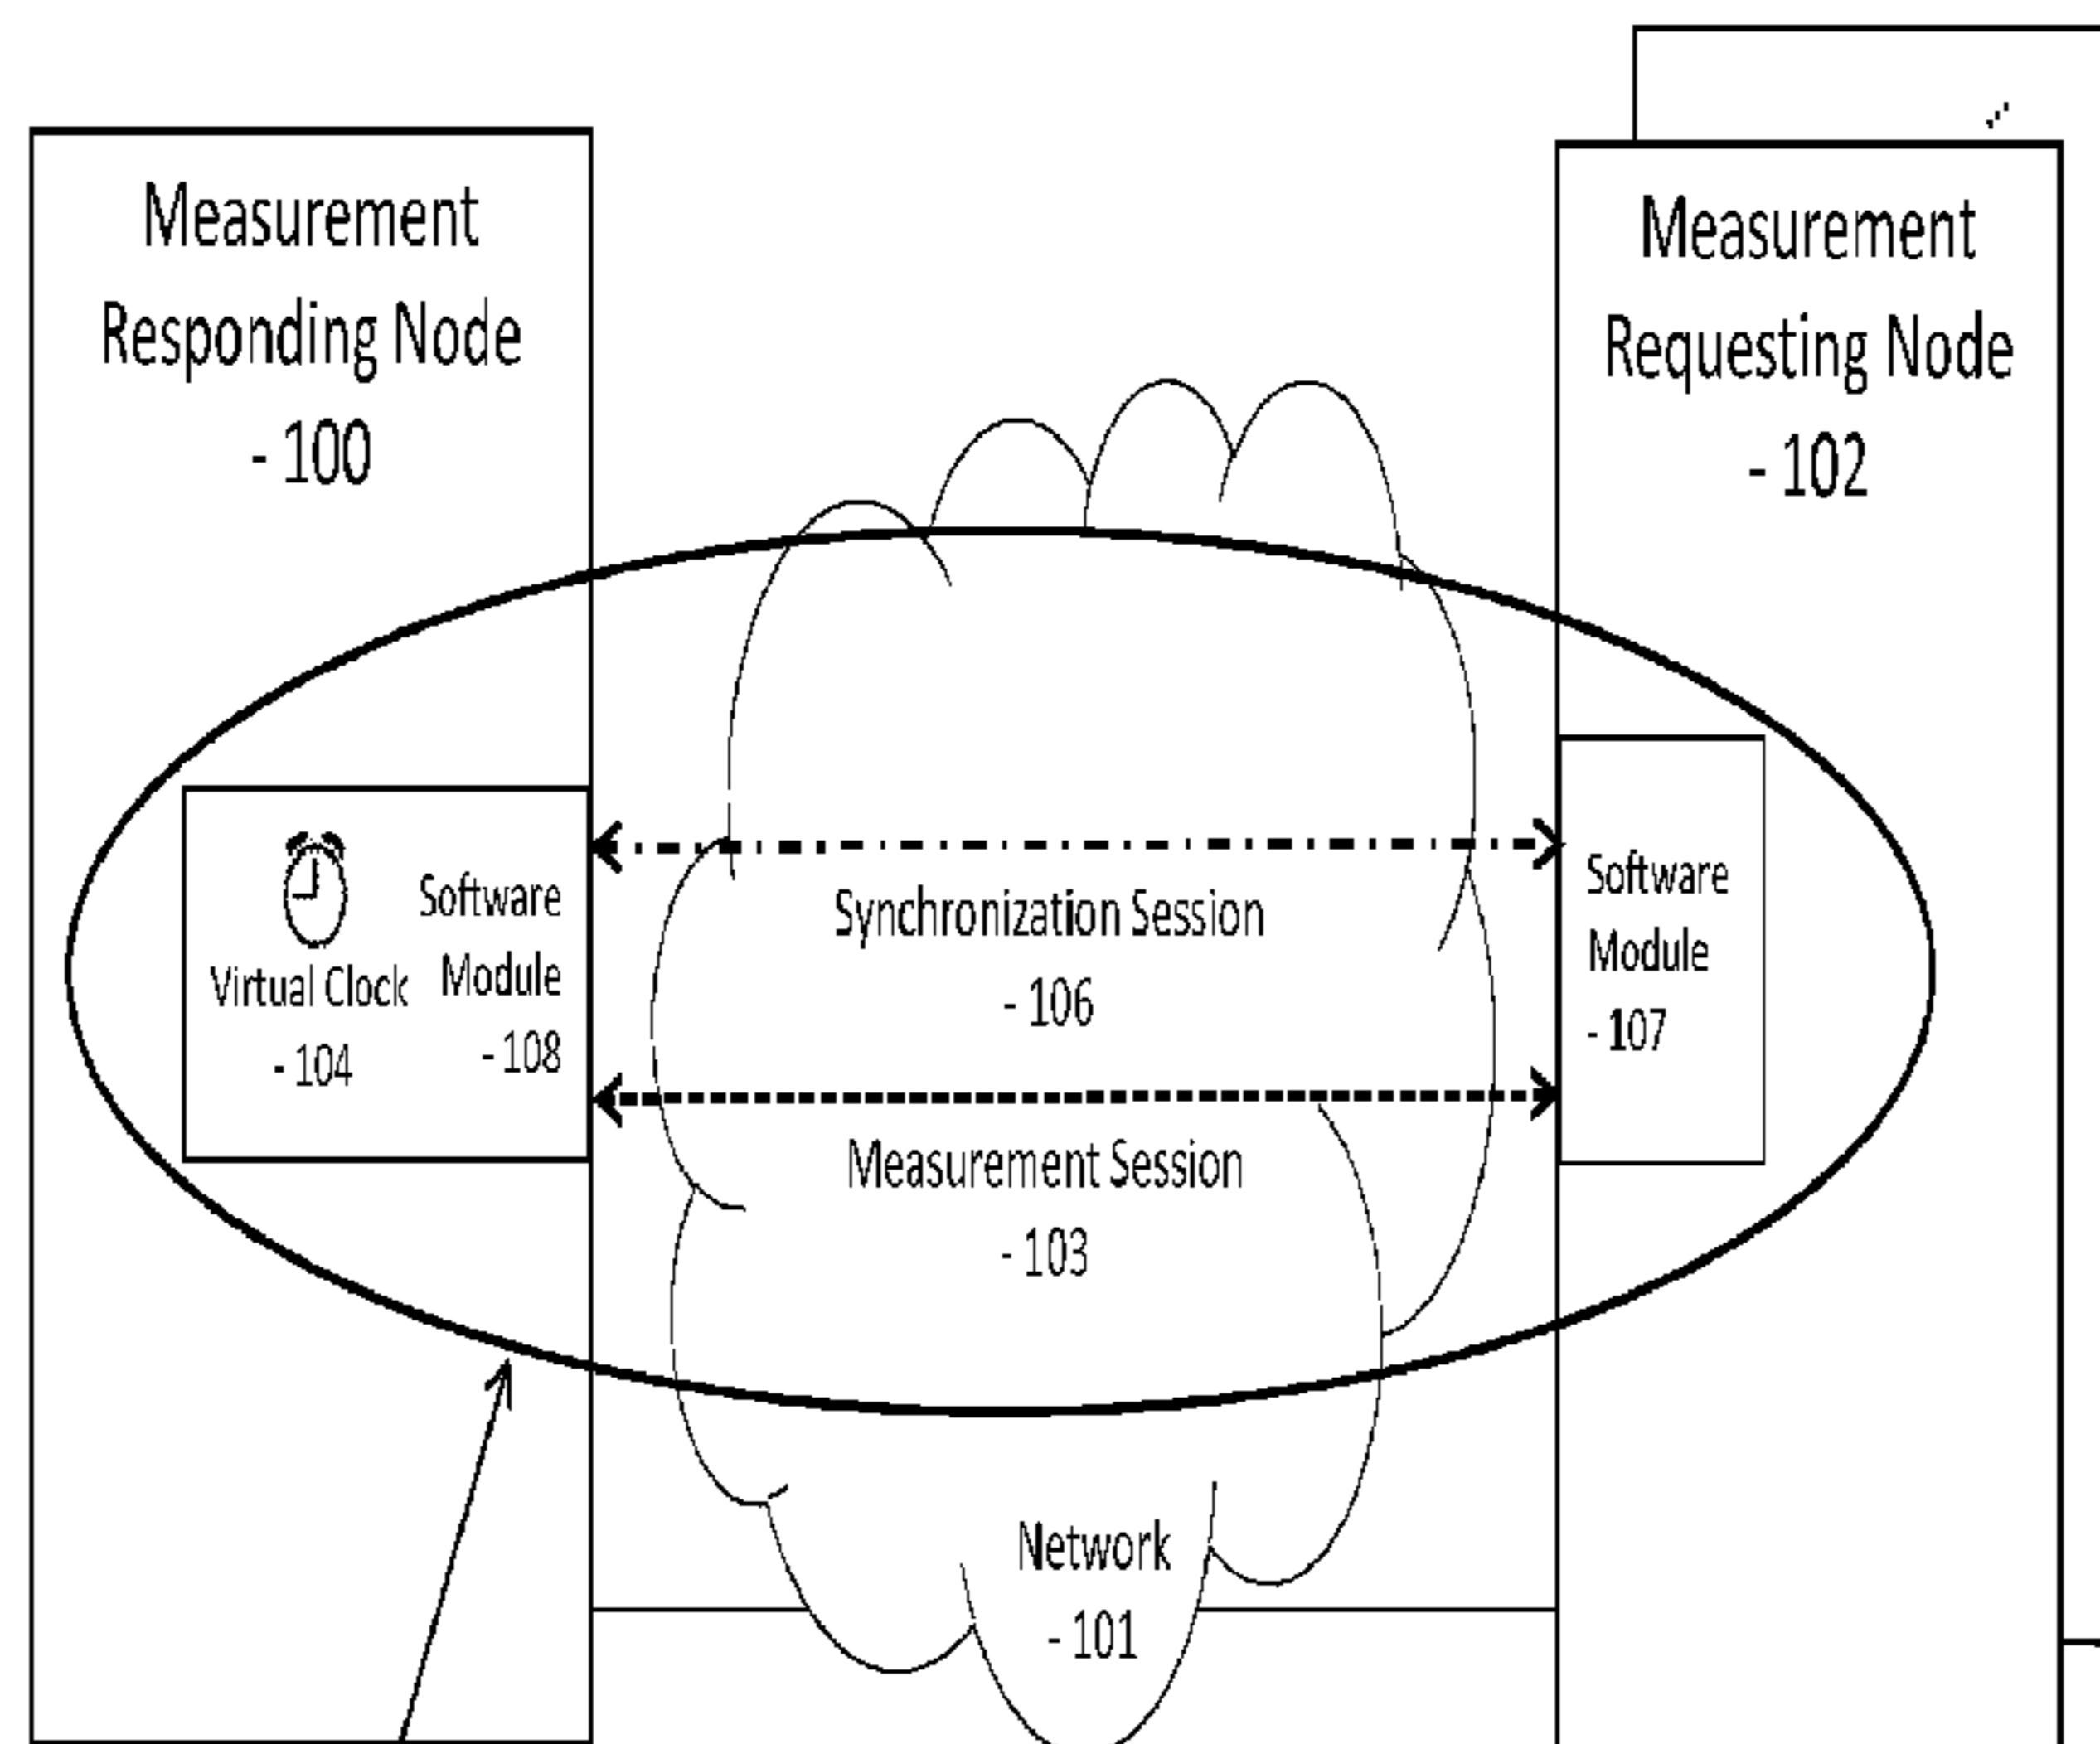 Measurement
Responding Node
- 100
Measurement
Requesting Node
- 102
Virtual Clock
- 104
Software
Module
- 108
Synchronization Session
- 106
Measurement Session
- 103
Software
Module
- 107
Network
- 101